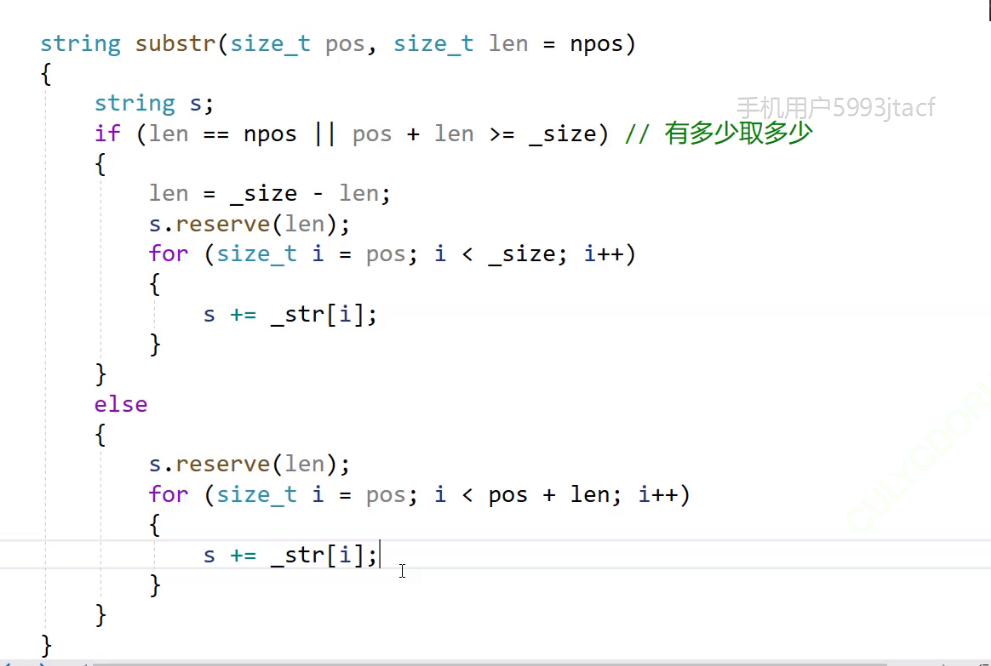 string substr(size_t pos, size_t len = npos)
{
    string s;
手机用户5993jtacf
    if (len == npos || pos + len >= _size) // 有多少取多少
    {
        len = _size - len;
        s.reserve(len);
        for (size_t i = pos; i < _size; i++)
        {
            s += _str[i];
        }
    }
    else
    {
        s.reserve(len);
        for (size_t i = pos; i < pos + len; i++)
        {
            s += _str[i];
        }
    }
}